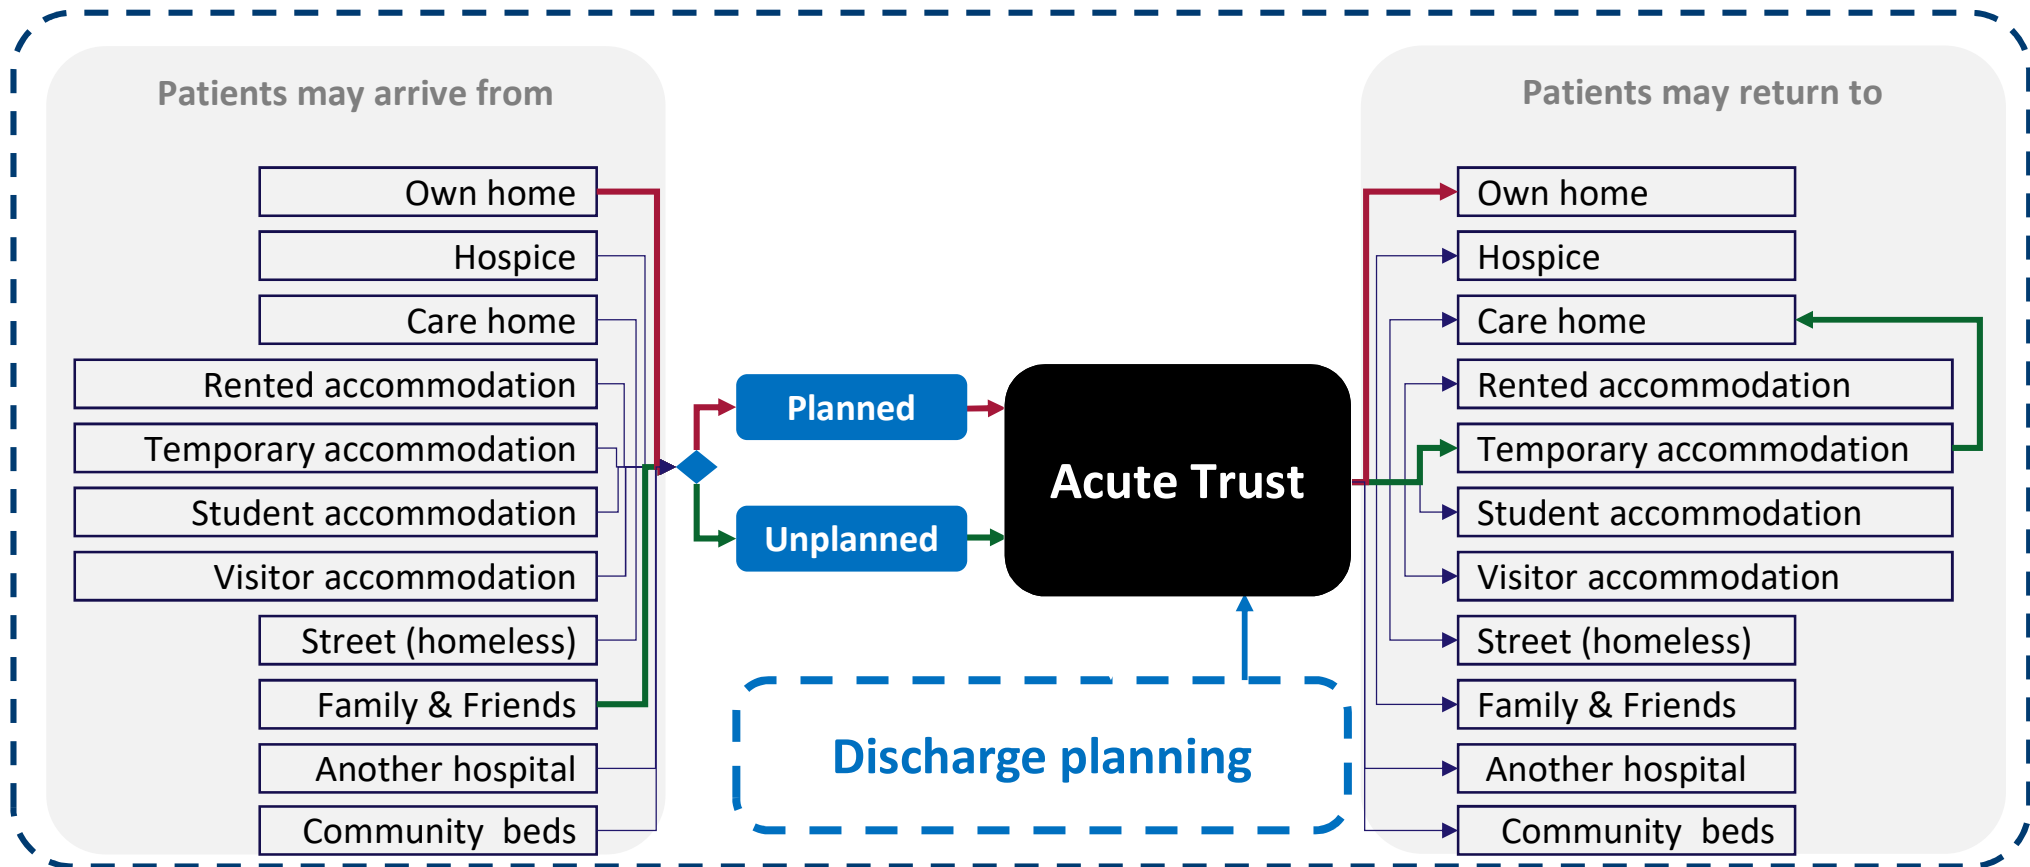 Patients may arrive from
Own home
Hospice
Care home
Rented accommodation
Temporary accommodation
Student accommodation
Visitor accommodation
Street (homeless)
Family & Friends
Another hospital
Community beds
Planned
Unplanned
Acute Trust
Discharge planning
Patients may return to
Own home
Hospice
Care home
Rented accommodation
Temporary accommodation
Student accommodation
Visitor accommodation
Street (homeless)
Family & Friends
Another hospital
Community beds